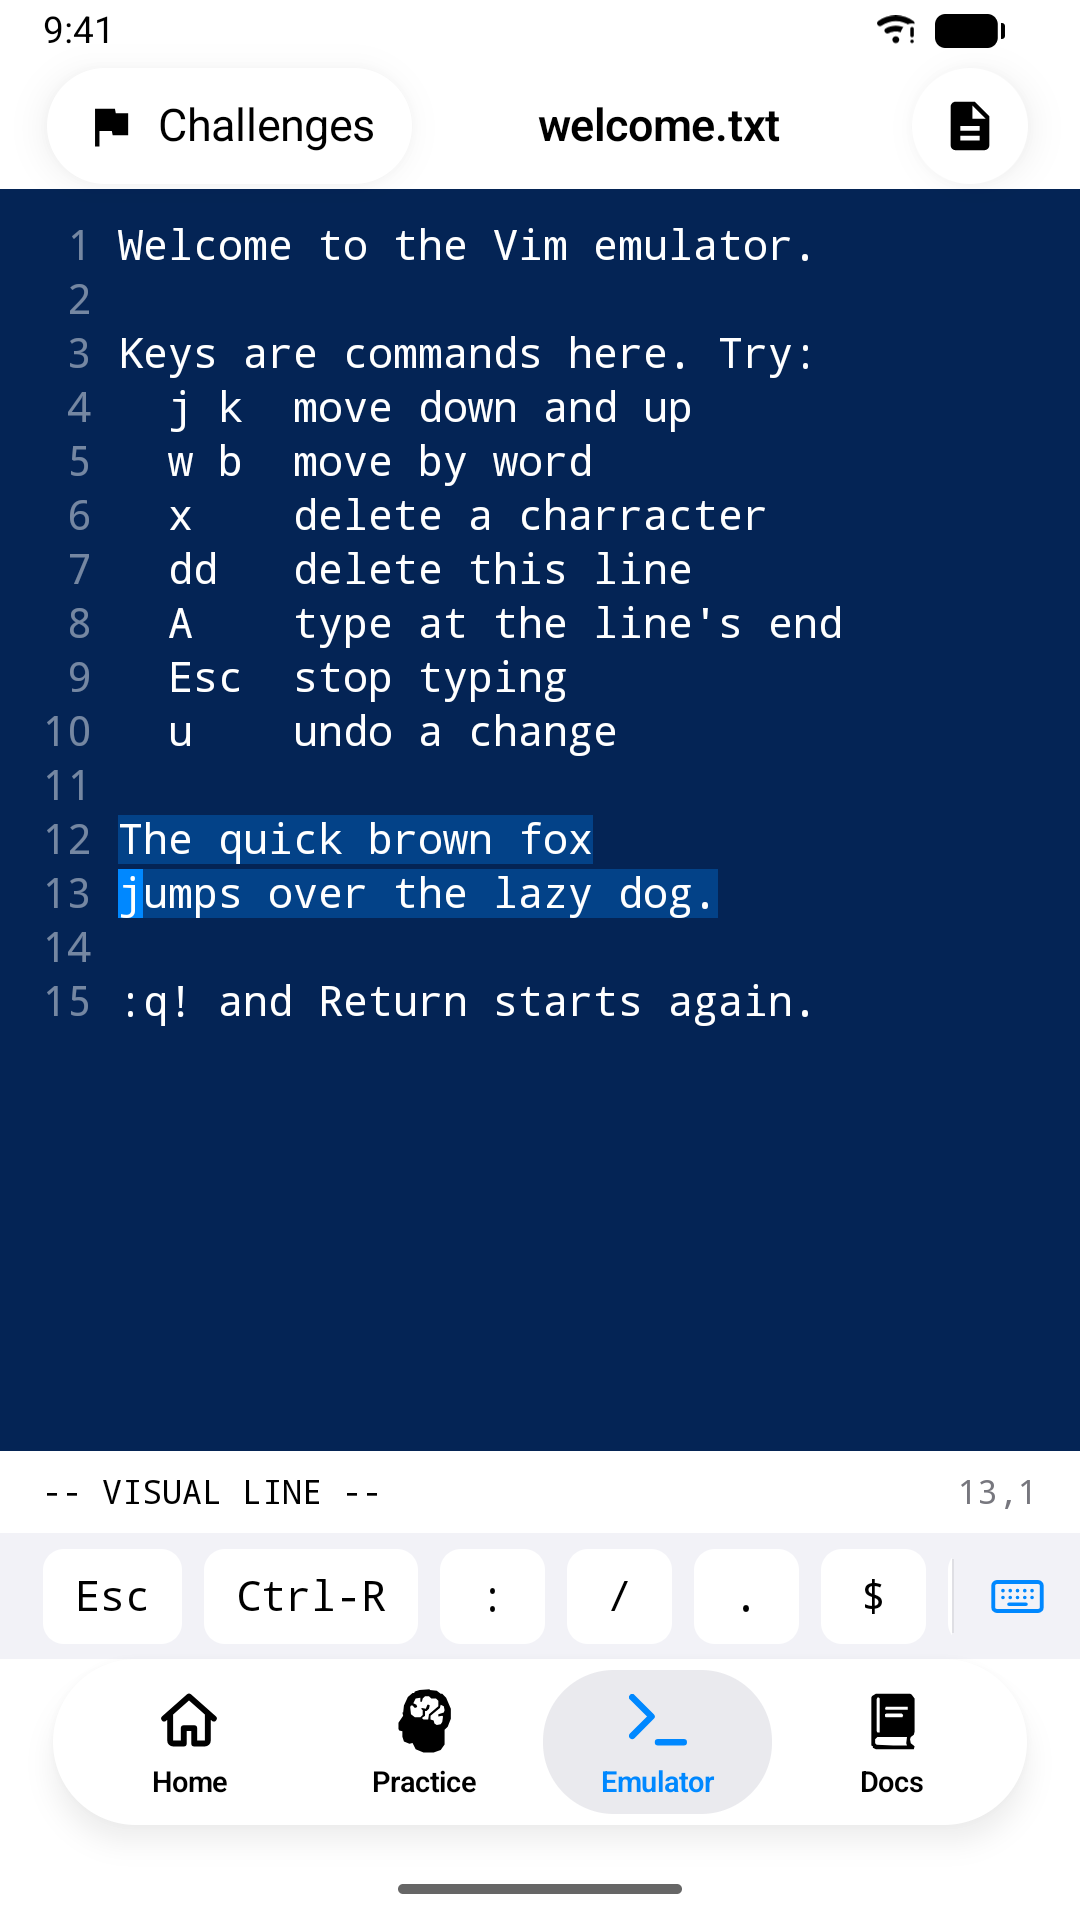 9:41
Challenges
welcome.txt
1 Welcome to the Vim emulator.
2
3 Keys are commands here. Try:
4   j k  move down and up
5   w b  move by word
6   x    delete a charracter
7   dd   delete this line
8   A    type at the line's end
9   Esc  stop typing
10   u    undo a change
11
12 The quick brown fox
13 jumps over the lazy dog.
14
15 :q! and Return starts again.
-- VISUAL LINE -- 13,1
Esc Ctrl-R : / . $
Home Practice Emulator Docs